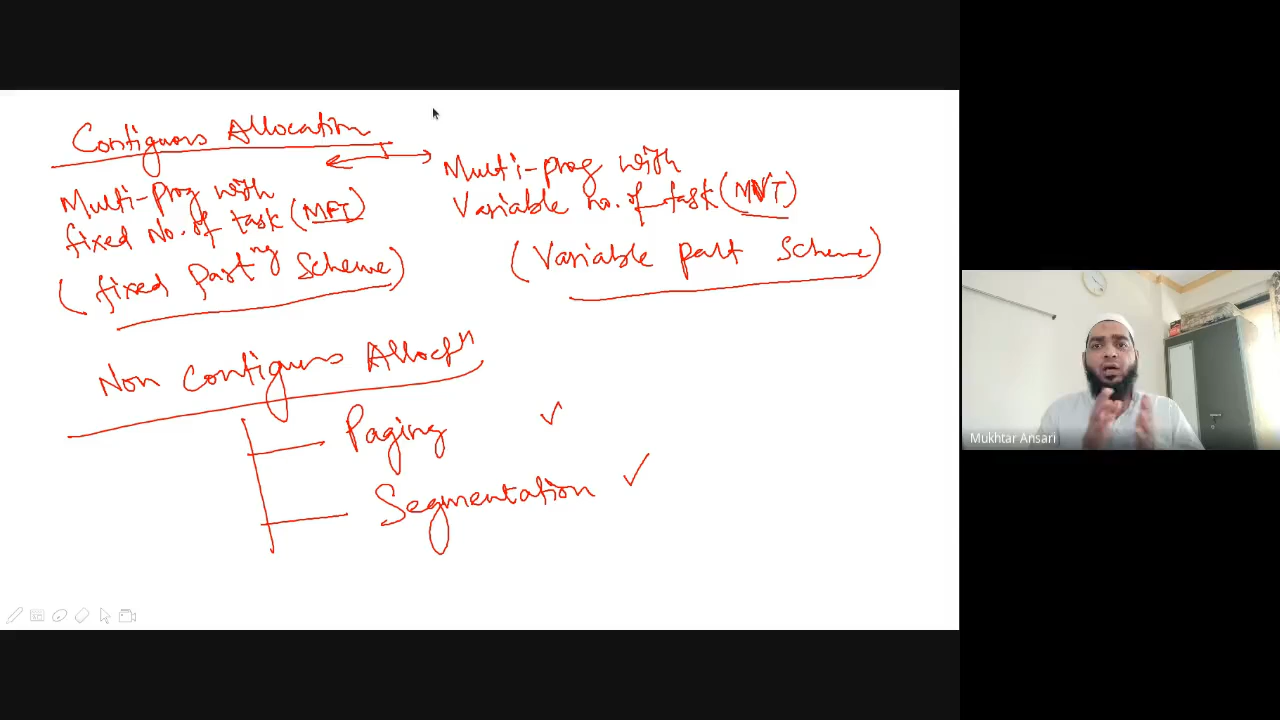 Contiguous Allocation
Multi-prog with
fixed No. of task (MFT)
(fixed Part^ng Scheme)
Multi-prog with
Variable no. of task (MVT)
(Variable part Scheme)
Non Contiguous Alloc^n
Paging ✓
Segmentation ✓
Mukhtar Ansari